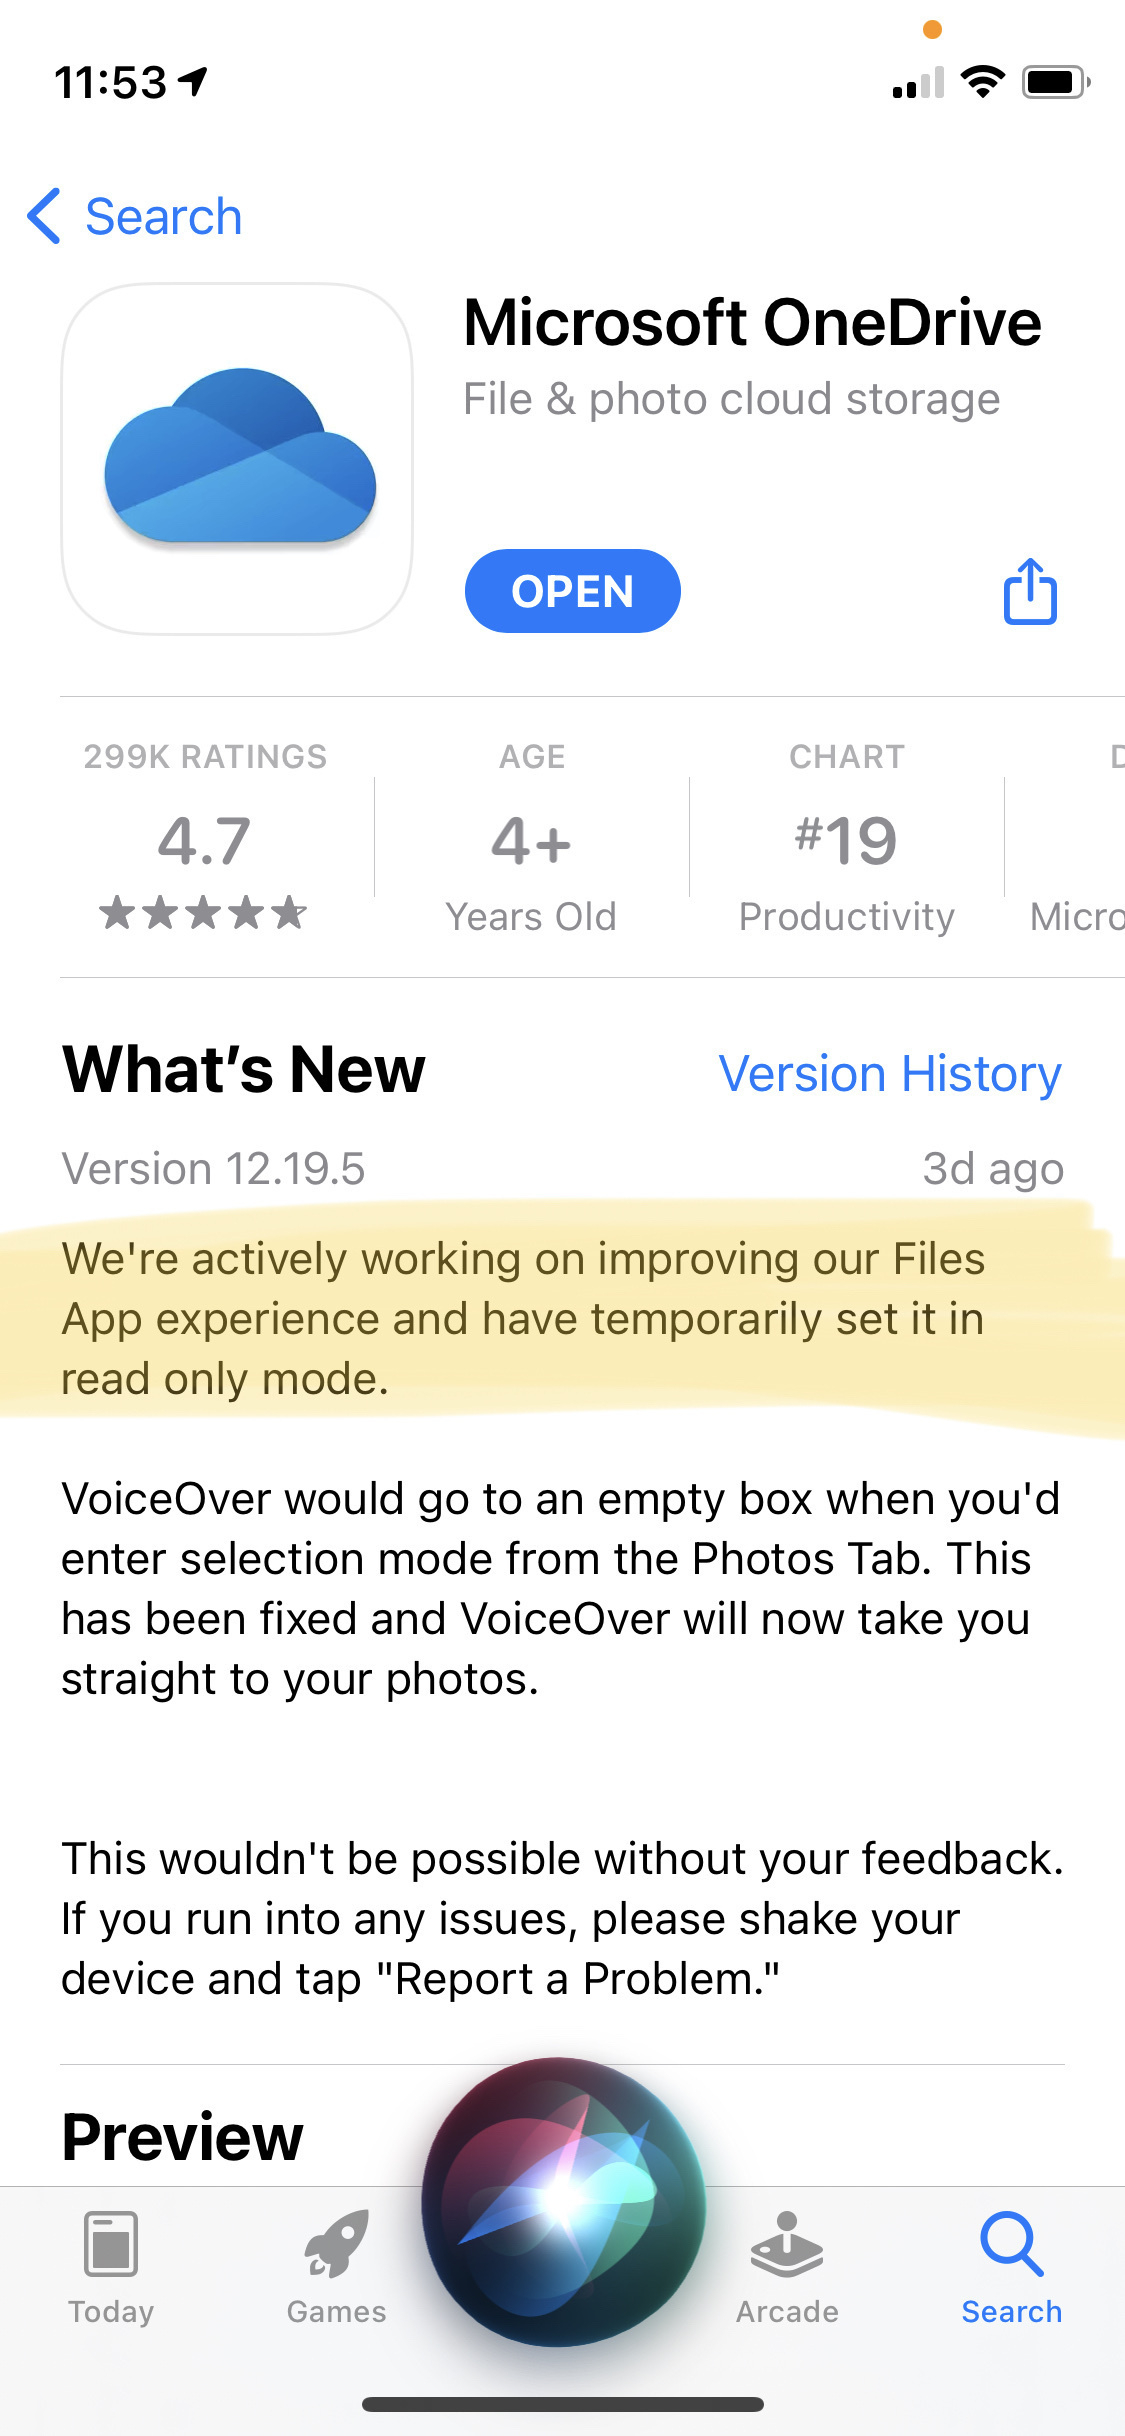 11:53
Search
Microsoft OneDrive
File & photo cloud storage
OPEN
299K RATINGS
4.7
AGE
4+
Years Old
CHART
#19
Productivity
D
Micro
What's New
Version History
Version 12.19.5
3d ago
We're actively working on improving our Files
App experience and have temporarily set it in
read only mode.
VoiceOver would go to an empty box when you'd
enter selection mode from the Photos Tab. This
has been fixed and VoiceOver will now take you
straight to your photos.
This wouldn't be possible without your feedback.
If you run into any issues, please shake your
device and tap "Report a Problem."
Preview
Today
Games
Arcade
Search